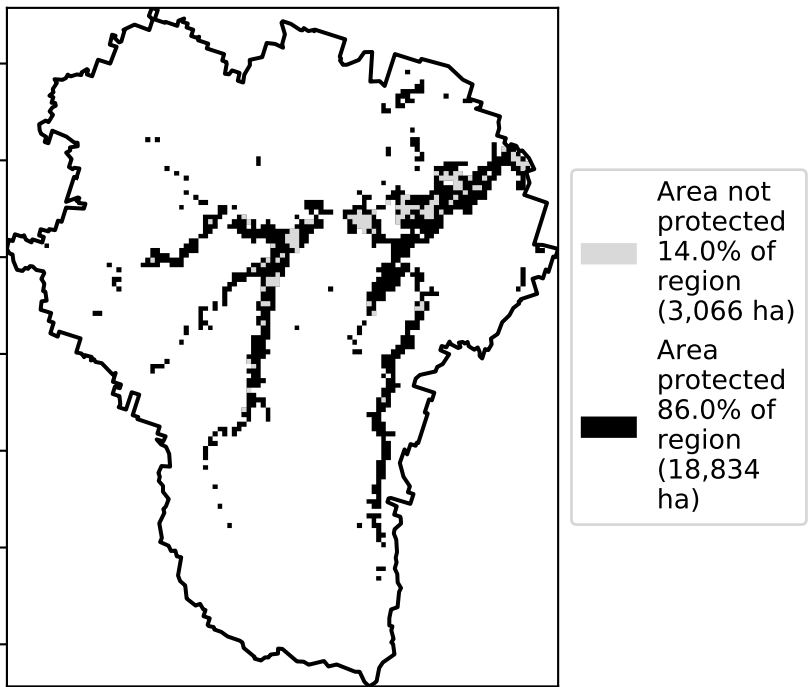 Area not
protected
14.0% of
region
(3,066 ha)
Area
protected
86.0% of
region
(18,834
ha)